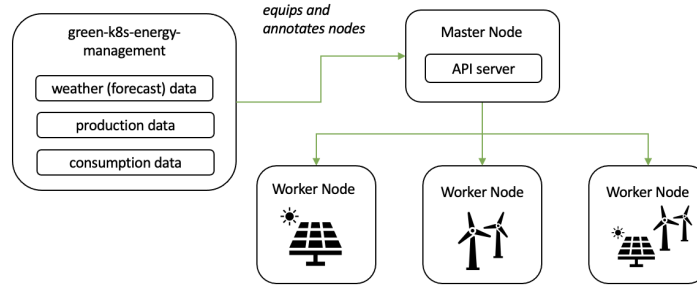 green-k8s-energy-
management
weather (forecast) data
production data
consumption data
equips and
annotates nodes
Master Node
API server
Worker Node
Worker Node
Worker Node